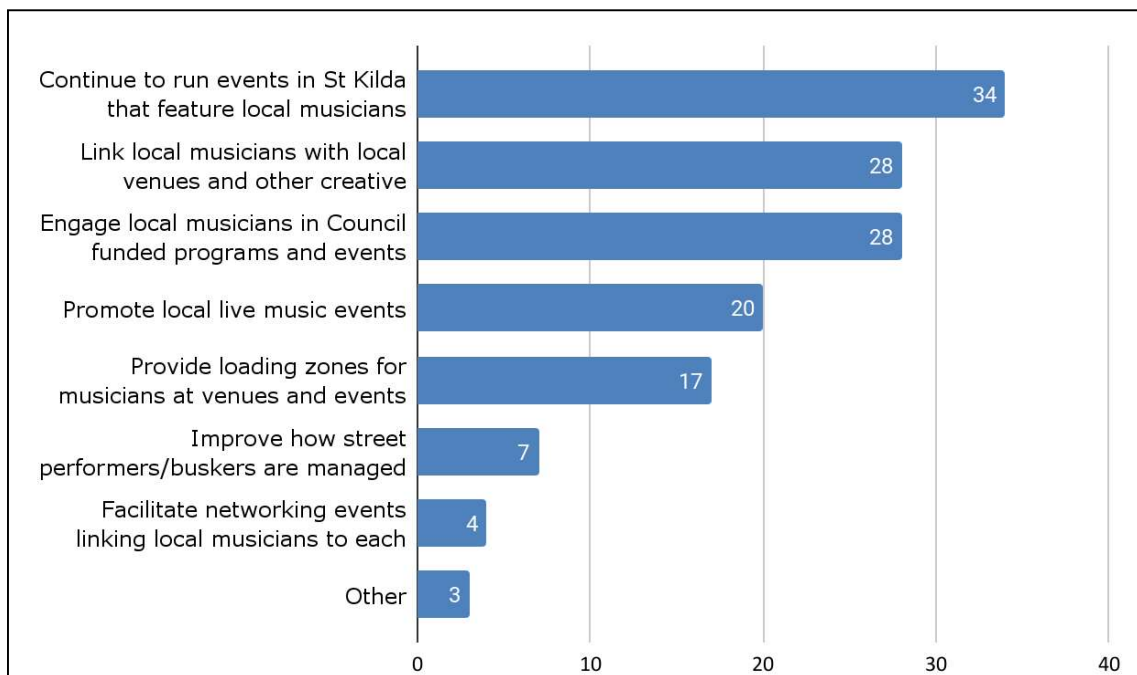 Continue to run events in St Kilda
that feature local musicians
34
Link local musicians with local
venues and other creative
28
Engage local musicians in Council
funded programs and events
28
Promote local live music events
20
Provide loading zones for
musicians at venues and events
17
Improve how street
performers/buskers are managed
7
Facilitate networking events
linking local musicians to each
4
Other
3
0 10 20 30 40